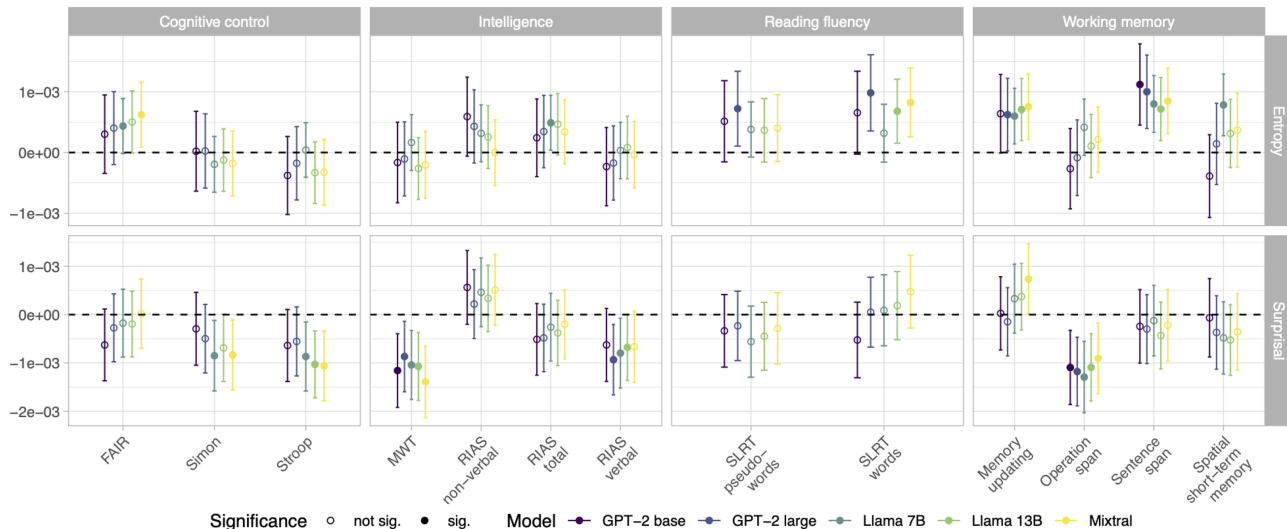 Cognitive control
Intelligence
Reading fluency
Working memory
1e−03
0e+00
−1e−03
Entropy
1e−03
0e+00
−1e−03
−2e−03
Surprisal
FAIR
Simon
Stroop
MWT
RIAS
non−verbal
RIAS
total
RIAS
verbal
SLRT
pseudo−
words
SLRT
words
Memory
updating
Operation
span
Sentence
span
Spatial
short−term
memory
Significance not sig. sig. Model GPT−2 base GPT−2 large Llama 7B Llama 13B Mixtral